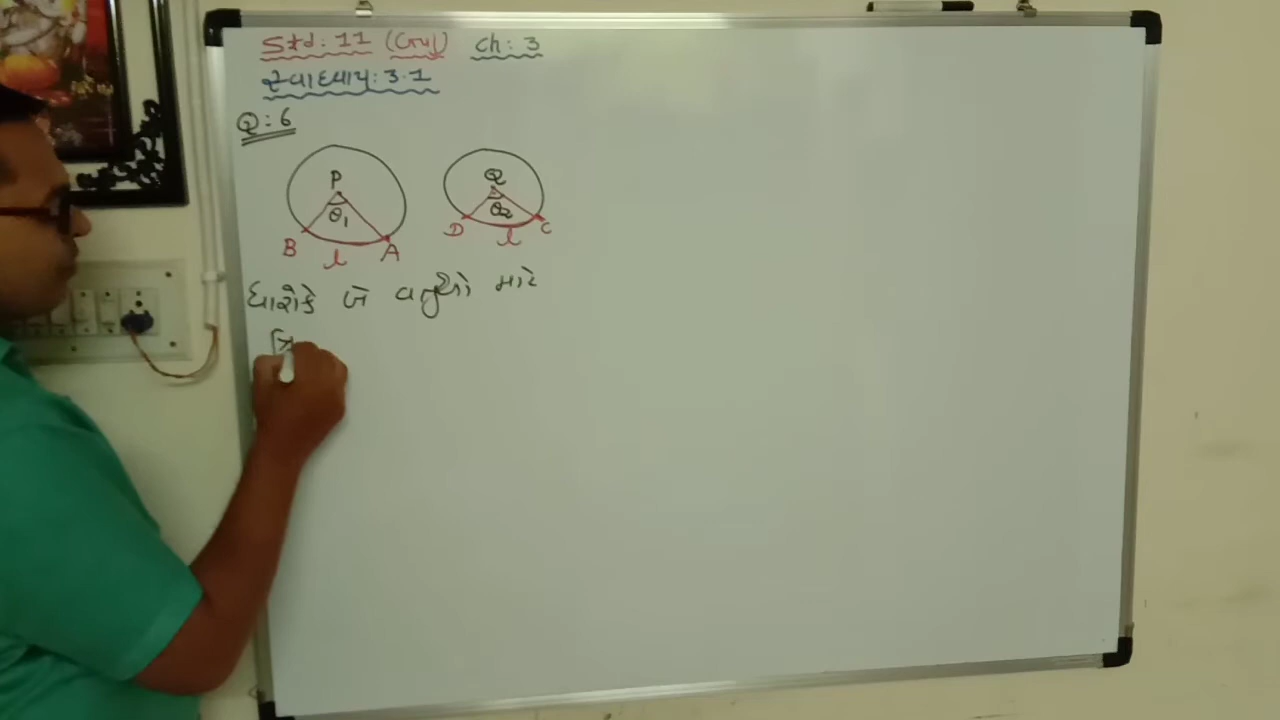 Std: 11 (Guj) Ch: 3
સ્વાધ્યાય: 3.1
Q: 6
P Q
θ1 θ2
B A D C
l l
ધારોકે બે વર્તુળો માટે
ત્રિ